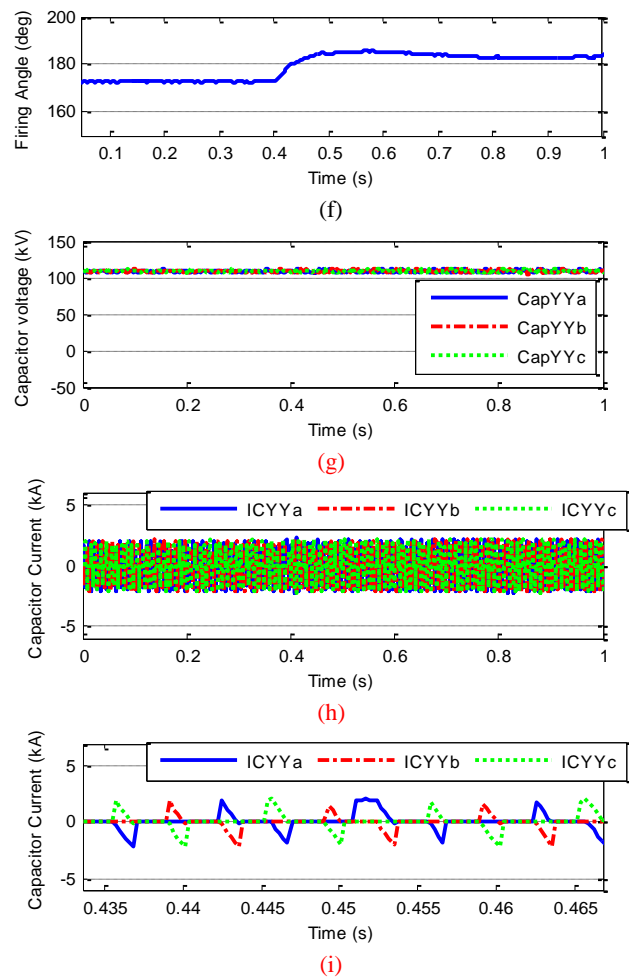 Firing Angle (deg)
200
180
160
0.1 0.2 0.3 0.4 0.5 0.6 0.7 0.8 0.9 1
Time (s)
(f)
Capacitor voltage (kV)
150
100
50
0
-50
CapYYa
CapYYb
CapYYc
0 0.2 0.4 0.6 0.8 1
Time (s)
(g)
Capacitor Current (kA)
5
0
-5
ICYYa ICYYb ICYYc
0 0.2 0.4 0.6 0.8 1
Time (s)
(h)
Capacitor Current (kA)
5
0
-5
ICYYa ICYYb ICYYc
0.435 0.44 0.445 0.45 0.455 0.46 0.465
Time (s)
(i)